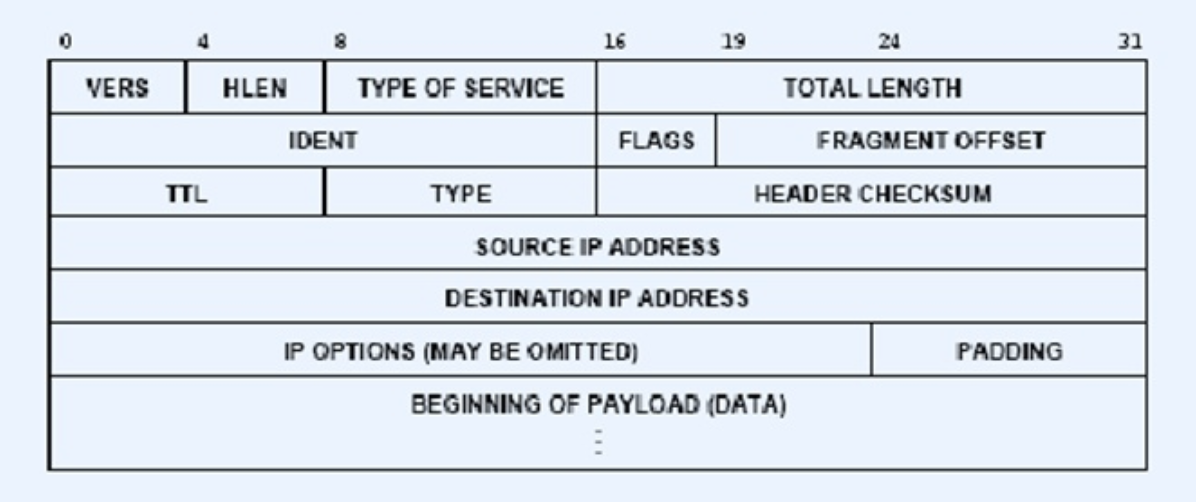 0 4 8 16 19 24 31
VERS HLEN TYPE OF SERVICE TOTAL LENGTH
IDENT FLAGS FRAGMENT OFFSET
TTL TYPE HEADER CHECKSUM
SOURCE IP ADDRESS
DESTINATION IP ADDRESS
IP OPTIONS (MAY BE OMITTED) PADDING
BEGINNING OF PAYLOAD (DATA)